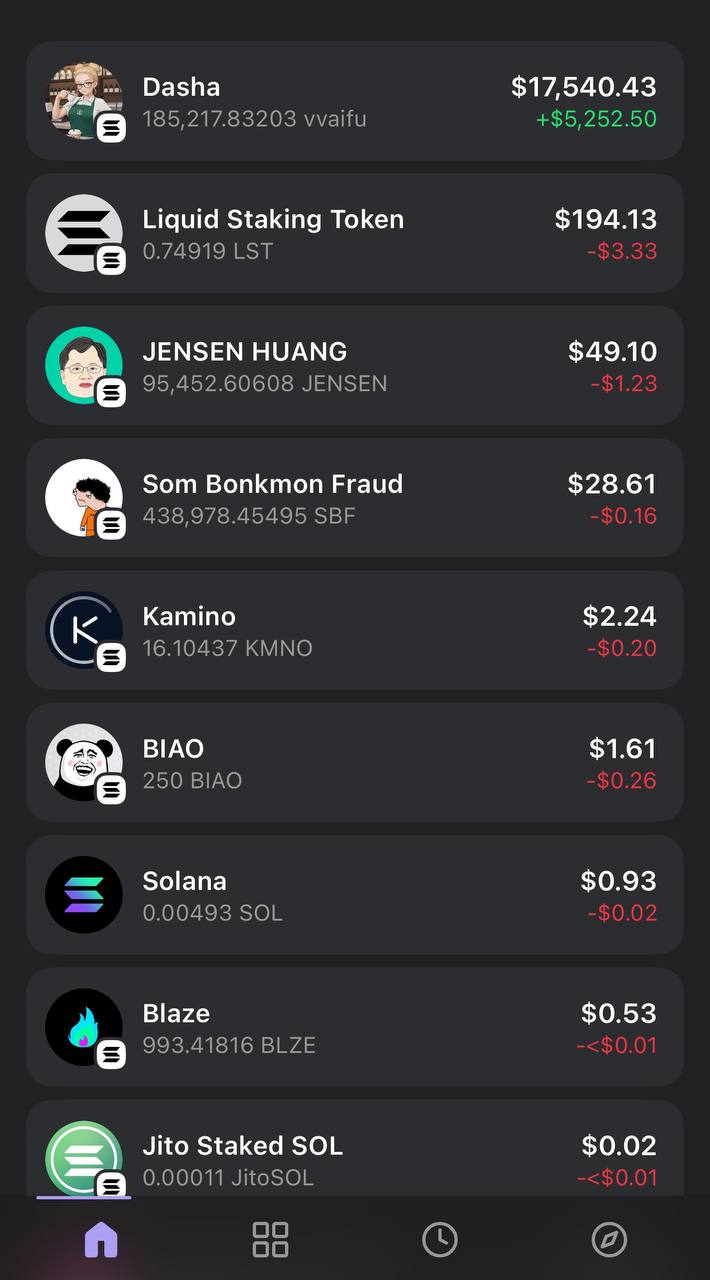 Dasha
$17,540.43
185,217.83203 vvaifu
+$5,252.50
Liquid Staking Token
$194.13
0.74919 LST
-$3.33
JENSEN HUANG
$49.10
95,452.60608 JENSEN
-$1.23
Som Bonkmon Fraud
$28.61
438,978.45495 SBF
-$0.16
Kamino
$2.24
16.10437 KMNO
-$0.20
BIAO
$1.61
250 BIAO
-$0.26
Solana
$0.93
0.00493 SOL
-$0.02
Blaze
$0.53
993.41816 BLZE
-<$0.01
Jito Staked SOL
$0.02
0.00011 JitoSOL
-<$0.01